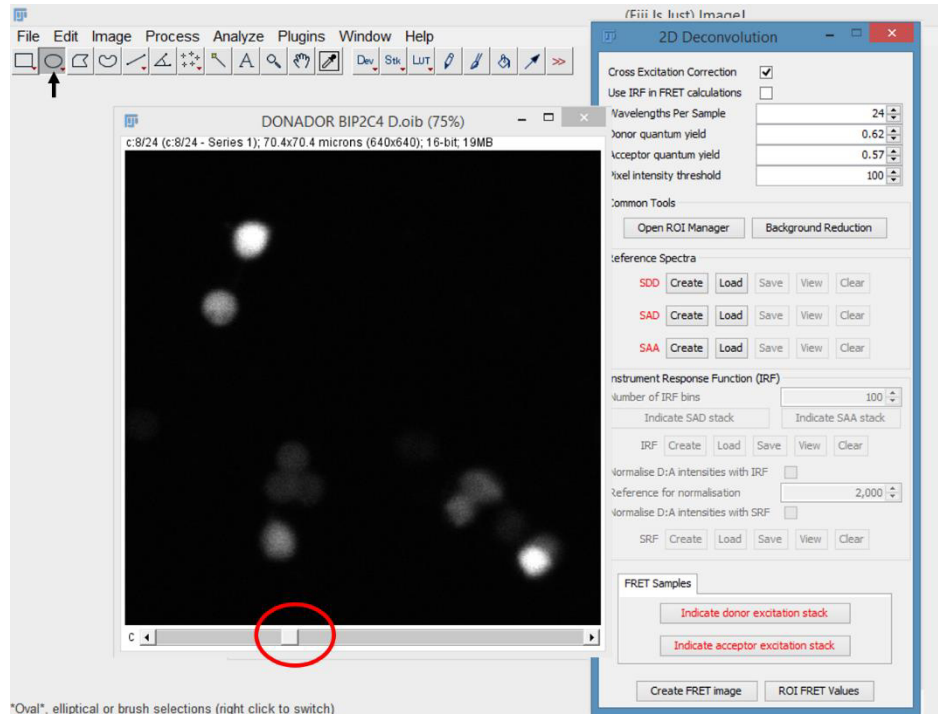 (Fiji Is Just) ImageJ
File Edit Image Process Analyze Plugins Window Help
Dev Stk LUT
A
>>
DONADOR BIP2C4 D.oib (75%)
c:8/24 (c:8/24 - Series 1); 70.4x70.4 microns (640x640); 16-bit; 19MB
c
*Oval*, elliptical or brush selections (right click to switch)
2D Deconvolution
Cross Excitation Correction
Use IRF in FRET calculations
Wavelengths Per Sample 24
Donor quantum yield 0.62
Acceptor quantum yield 0.57
Pixel intensity threshold 100
Common Tools
Open ROI Manager Background Reduction
Reference Spectra
SDD Create Load Save View Clear
SAD Create Load Save View Clear
SAA Create Load Save View Clear
Instrument Response Function (IRF)
Number of IRF bins 100
Indicate SAD stack Indicate SAA stack
IRF Create Load Save View Clear
Normalise D:A intensities with IRF
Reference for normalisation 2,000
Normalise D:A intensities with SRF
SRF Create Load Save View Clear
FRET Samples
Indicate donor excitation stack
Indicate acceptor excitation stack
Create FRET image ROI FRET Values